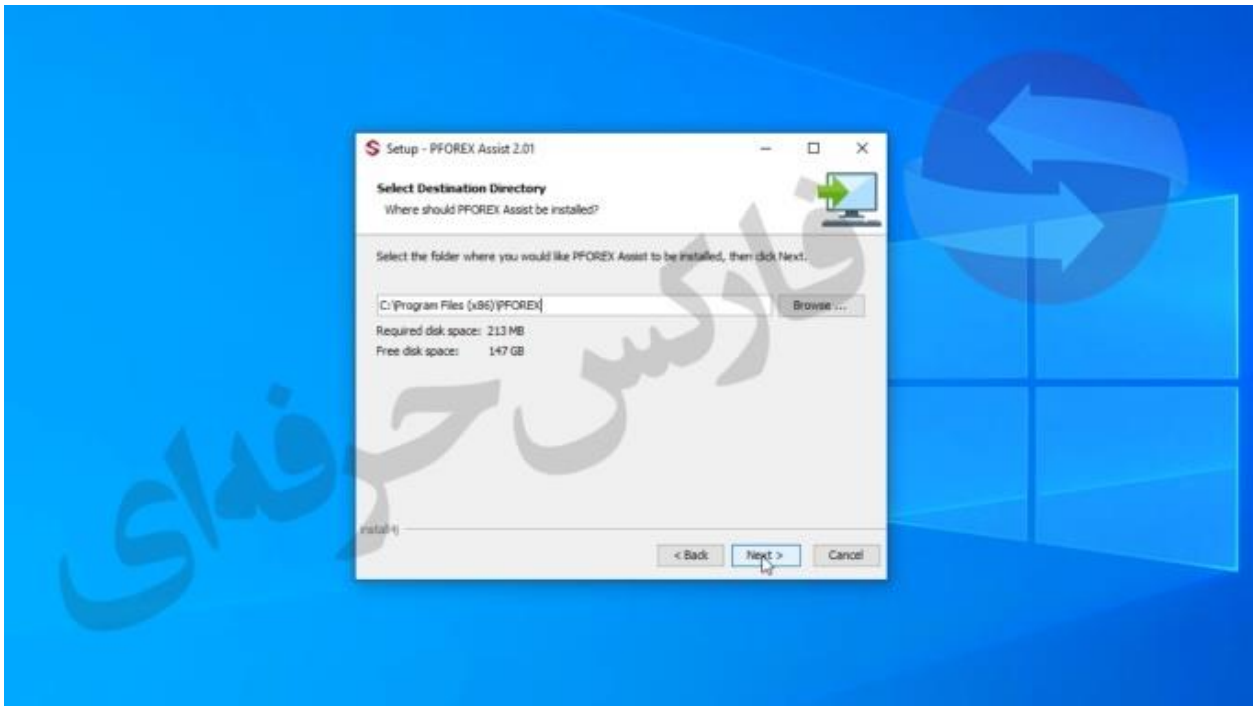 Setup - PFOREX Assist 2.01
Select Destination Directory
Where should PFOREX Assist be installed?
Select the folder where you would like PFOREX Assist to be installed, then click Next.
C:\Program Files (x86)\PFOREX
Browse ...
Required disk space: 213 MB
Free disk space: 147 GB
فارکس حرفه‌ای
install4j
< Back
Next >
Cancel